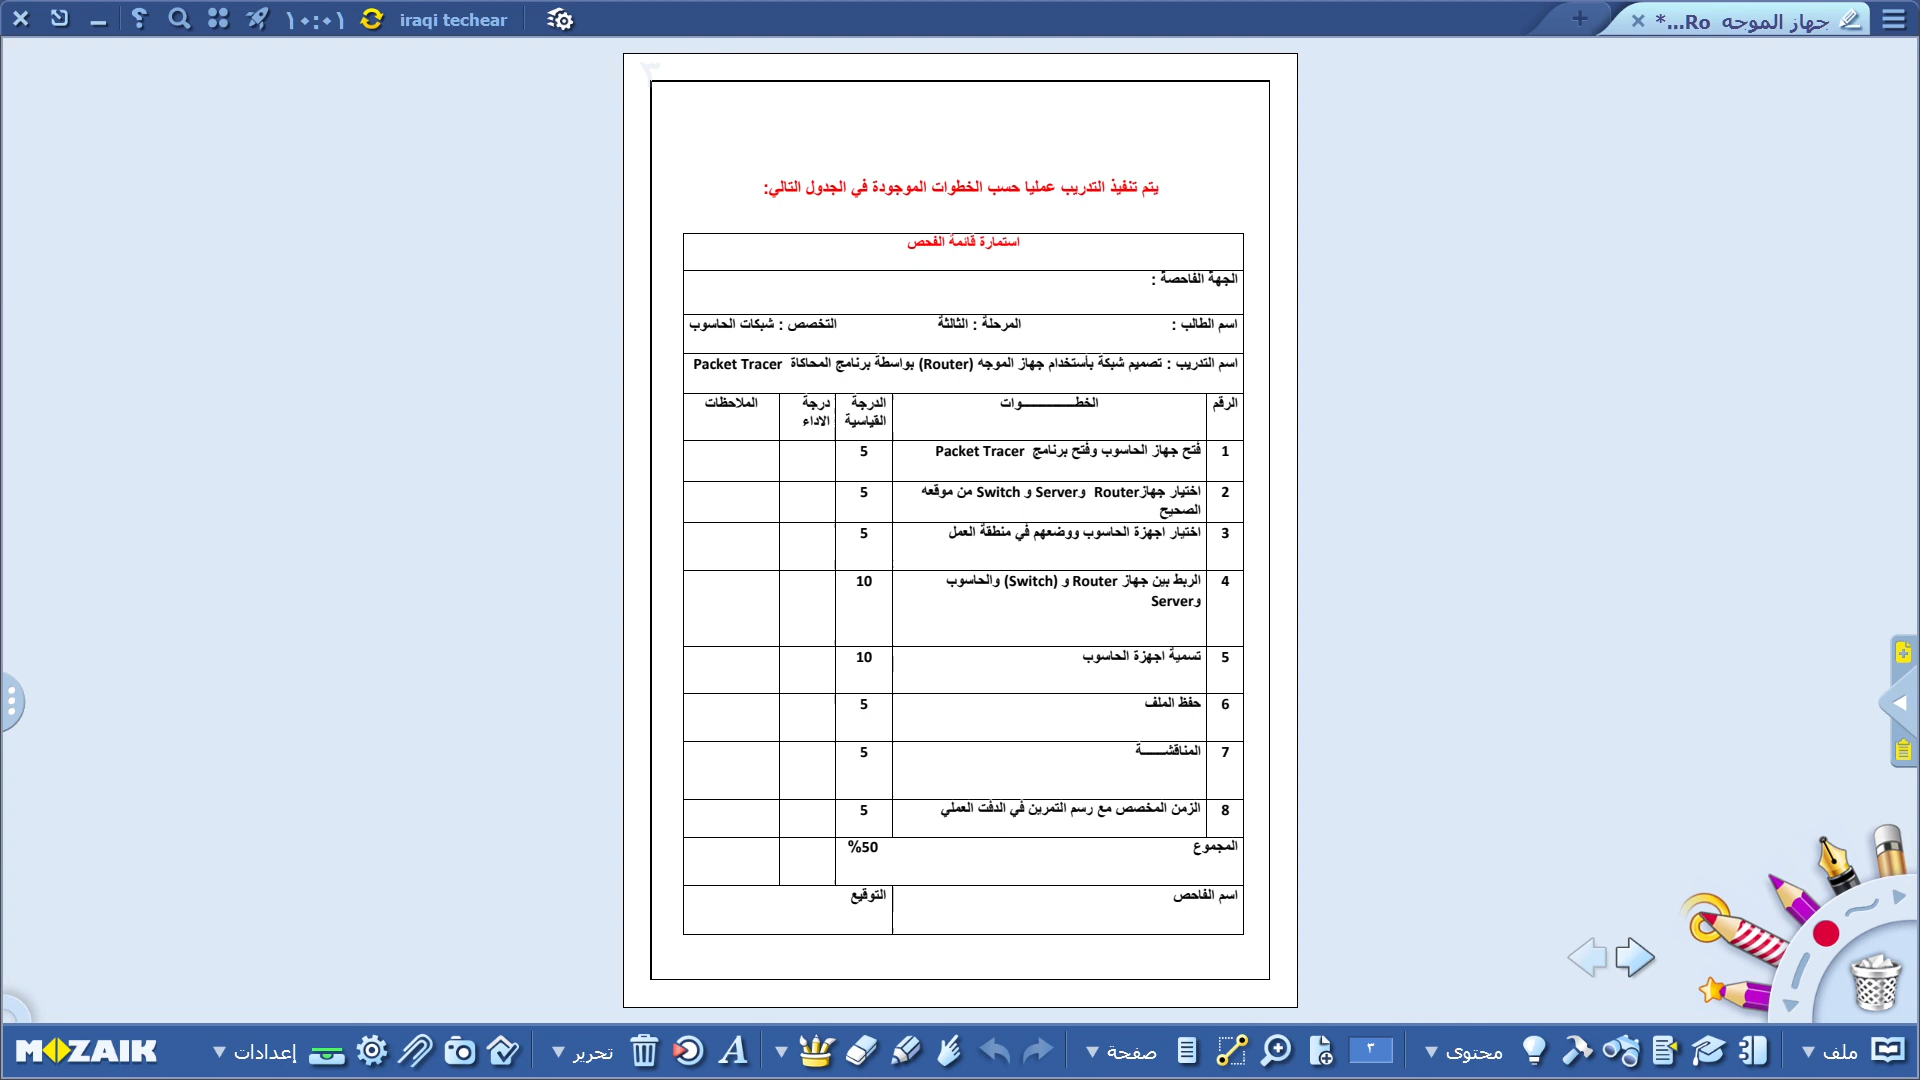 جهاز الموجه Ro...*
iraqi techear
١٠:٠١
٣
يتم تنفيذ التدريب عمليا حسب الخطوات الموجودة في الجدول التالي:
استمارة قائمة الفحص
الجهة الفاحصة :
اسم الطالب : المرحلة : الثالثة التخصص : شبكات الحاسوب
اسم التدريب : تصميم شبكة بأستخدام جهاز الموجه (Router) بواسطة برنامج المحاكاة Packet Tracer
الرقم الخطـــــــــــــوات الدرجة القياسية درجة الاداء الملاحظات
1 فتح جهاز الحاسوب وفتح برنامج Packet Tracer 5
2 اختيار جهازRouter وServer و Switch من موقعه 5
الصحيح
3 اختيار اجهزة الحاسوب ووضعهم في منطقة العمل 5
4 الربط بين جهاز Router و (Switch) والحاسوب 10
وServer
5 تسمية اجهزة الحاسوب 10
6 حفظ الملف 5
7 المناقشــــــة 5
8 الزمن المخصص مع رسم التمرين في الدفت العملي 5
المجموع 50%
اسم الفاحص التوقيع
ملف محتوى ٣ صفحة تحرير إعدادات MOZAIK